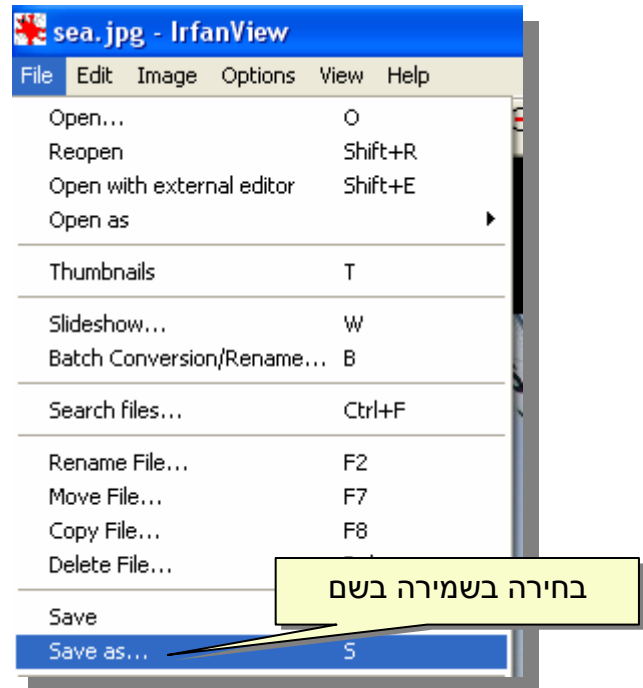 sea.jpg - IrfanView
File Edit Image Options View Help
Open... O
Reopen Shift+R
Open with external editor Shift+E
Open as
Thumbnails T
Slideshow... W
Batch Conversion/Rename... B
Search files... Ctrl+F
Rename File... F2
Move File... F7
Copy File... F8
Delete File...
בחירה בשמירה בשם
Save
Save as... S